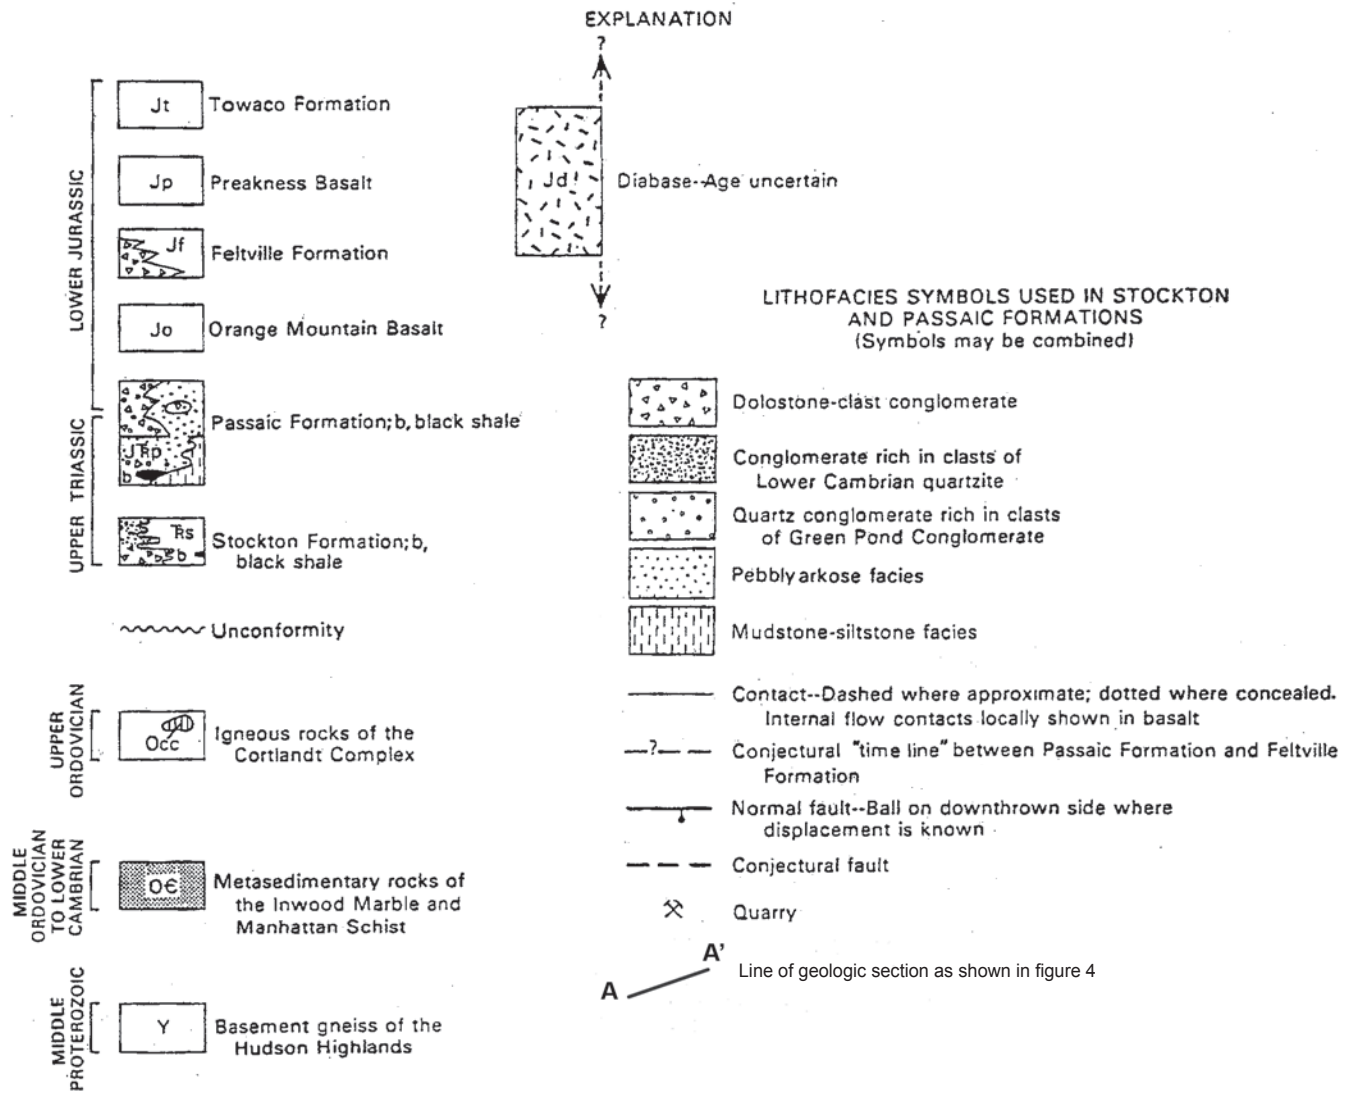 EXPLANATION
LOWER JURASSIC
Jt Towaco Formation
Jp Preakness Basalt
Jf Feltville Formation
Jo Orange Mountain Basalt
UPPER TRIASSIC
JTRp b Passaic Formation; b, black shale
TRs b Stockton Formation; b,
black shale
Unconformity
UPPER
ORDOVICIAN
Occ Igneous rocks of the
Cortlandt Complex
MIDDLE
ORDOVICIAN
TO LOWER
CAMBRIAN
O€ Metasedimentary rocks of
the Inwood Marble and
Manhattan Schist
MIDDLE
PROTEROZOIC
Y Basement gneiss of the
Hudson Highlands
?
Jd Diabase--Age uncertain
?
LITHOFACIES SYMBOLS USED IN STOCKTON
AND PASSAIC FORMATIONS
(Symbols may be combined)
Dolostone-clast conglomerate
Conglomerate rich in clasts of
Lower Cambrian quartzite
Quartz conglomerate rich in clasts
of Green Pond Conglomerate
Pebbly arkose facies
Mudstone-siltstone facies
Contact--Dashed where approximate; dotted where concealed.
Internal flow contacts locally shown in basalt
? Conjectural "time line" between Passaic Formation and Feltville
Formation
Normal fault--Ball on downthrown side where
displacement is known
Conjectural fault
Quarry
A A' Line of geologic section as shown in figure 4